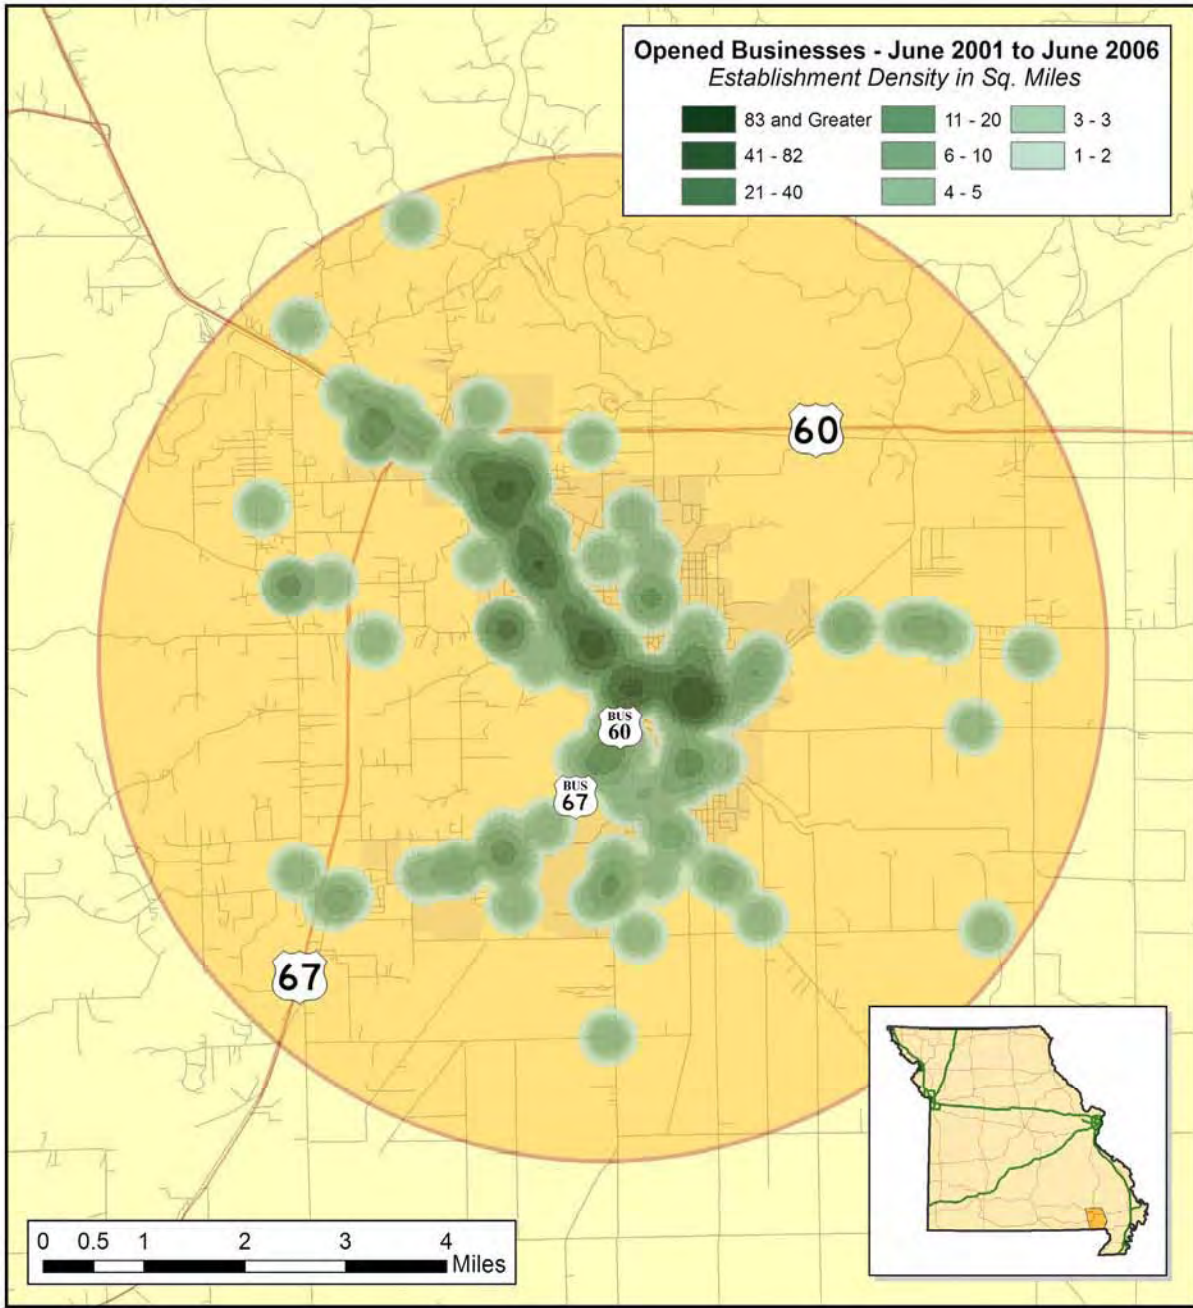 Opened Businesses - June 2001 to June 2006
Establishment Density in Sq. Miles
83 and Greater
11 - 20
3 - 3
41 - 82
6 - 10
1 - 2
21 - 40
4 - 5
60
BUS
60
BUS
67
67
0 0.5 1 2 3 4
Miles